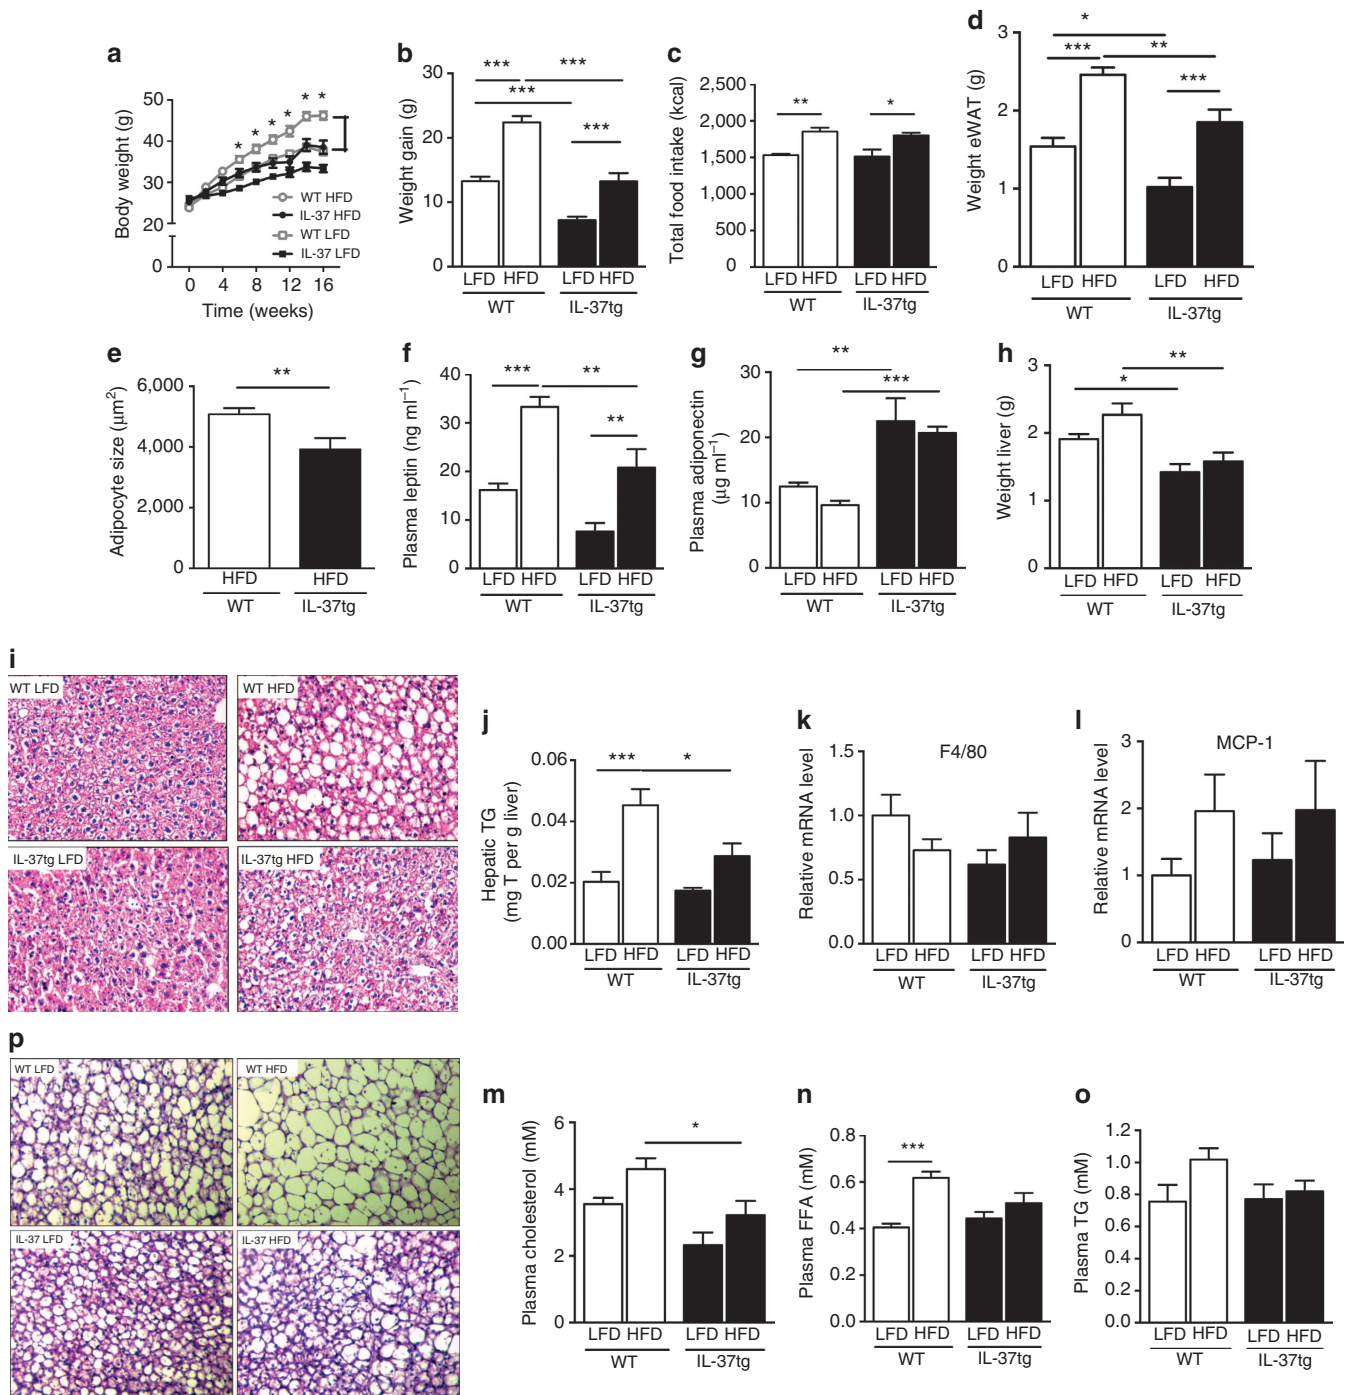 a
Body weight (g)
50
40
30
20
0
* * * * * *
WT HFD
IL-37 HFD
WT LFD
IL-37 LFD
0 4 8 12 16
Time (weeks)
b
Weight gain (g)
30
20
10
0
*** ***
***
***
LFD HFD LFD HFD
WT IL-37tg
c
Total food intake (kcal)
2,500
2,000
1,500
1,000
500
0
** *
LFD HFD LFD HFD
WT IL-37tg
d
Weight eWAT (g)
3
2
1
0
*
*** **
***
LFD HFD LFD HFD
WT IL-37tg
e
Adipocyte size (μm²)
6,000
4,000
2,000
0
**
HFD HFD
WT IL-37tg
f
Plasma leptin (ng ml⁻¹)
40
30
20
10
0
*** **
**
LFD HFD LFD HFD
WT IL-37tg
g
Plasma adiponectin
(μg ml⁻¹)
30
20
10
0
**
***
LFD HFD LFD HFD
WT IL-37tg
h
Weight liver (g)
3
2
1
0
**
*
LFD HFD LFD HFD
WT IL-37tg
i
WT LFD
WT HFD
IL-37tg LFD
IL-37tg HFD
j
Hepatic TG
(mg T per g liver)
0.06
0.04
0.02
0.00
*** *
LFD HFD LFD HFD
WT IL-37tg
k
F4/80
Relative mRNA level
1.5
1.0
0.5
0.0
LFD HFD LFD HFD
WT IL-37tg
l
MCP-1
Relative mRNA level
3
2
1
0
LFD HFD LFD HFD
WT IL-37tg
p
WT LFD
WT HFD
IL-37 LFD
IL-37 HFD
m
Plasma cholesterol (mM)
6
4
2
0
*
LFD HFD LFD HFD
WT IL-37tg
n
Plasma FFA (mM)
0.8
0.6
0.4
0.2
0.0
***
LFD HFD LFD HFD
WT IL-37tg
o
Plasma TG (mM)
1.2
1.0
0.8
0.6
0.4
0.2
0
LFD HFD LFD HFD
WT IL-37tg